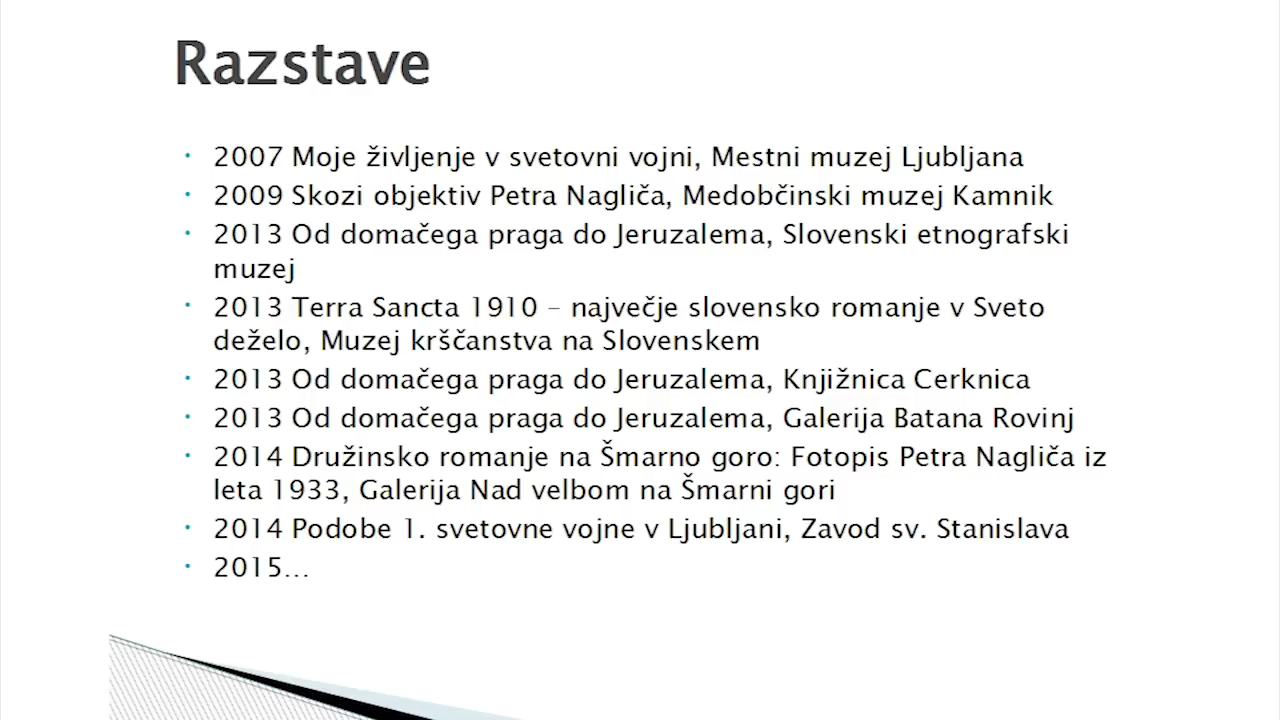 Razstave
• 2007 Moje življenje v svetovni vojni, Mestni muzej Ljubljana
• 2009 Skozi objektiv Petra Nagliča, Medobčinski muzej Kamnik
• 2013 Od domačega praga do Jeruzalema, Slovenski etnografski
muzej
• 2013 Terra Sancta 1910 – največje slovensko romanje v Sveto
deželo, Muzej krščanstva na Slovenskem
• 2013 Od domačega praga do Jeruzalema, Knjižnica Cerknica
• 2013 Od domačega praga do Jeruzalema, Galerija Batana Rovinj
• 2014 Družinsko romanje na Šmarno goro: Fotopis Petra Nagliča iz
leta 1933, Galerija Nad velbom na Šmarni gori
• 2014 Podobe 1. svetovne vojne v Ljubljani, Zavod sv. Stanislava
• 2015...